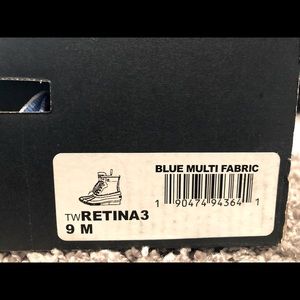 BLUE MULTI FABRIC
1 90474 94364 1
TWRETINA3
9 M